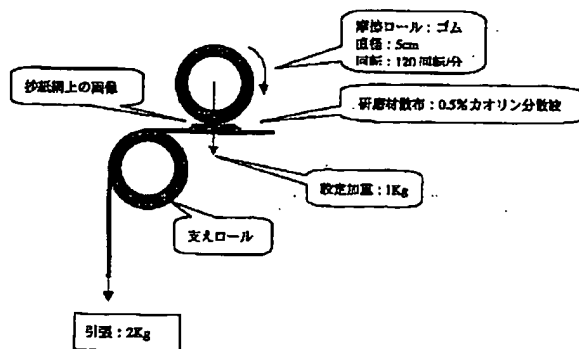 摩擦ロール:ゴム
直径:5cm
回転:120回転/分
抄紙網上の画像
研磨材散布:0.5%カオリン分散液
設定加重:1Kg
支えロール
引張:2Kg